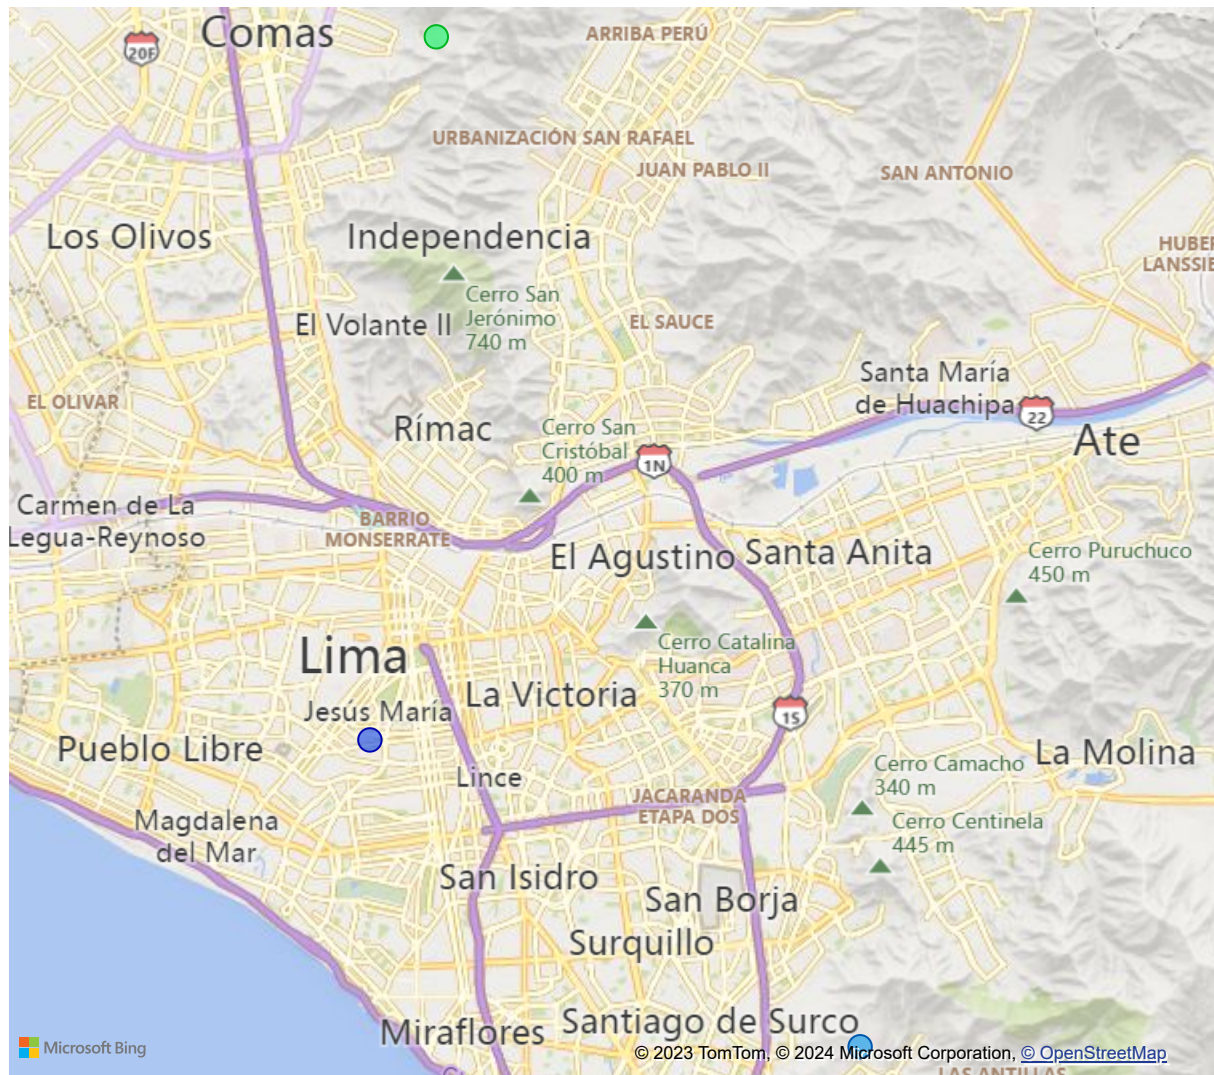 Comas
20F
ARRIBA PERÚ
URBANIZACIÓN SAN RAFAEL
JUAN PABLO II
SAN ANTONIO
Los Olivos
Independencia
HUBER
LANSSIE
Cerro San
Jerónimo
740 m
El Volante II
EL SAUCE
Santa María
de Huachipa
22
EL OLIVAR
Rímac
Cerro San
Cristóbal
400 m
1N
Ate
Carmen de La
Legua-Reynoso
BARRIO
MONSERRATE
El Agustino
Santa Anita
Cerro Puruchuco
450 m
Cerro Catalina
Huanca
370 m
Lima
La Victoria
Jesús María
1S
Pueblo Libre
Lince
La Molina
Cerro Camacho
340 m
JACARANDA
ETAPA DOS
Cerro Centinela
445 m
Magdalena
del Mar
San Isidro
San Borja
Surquillo
Miraflores
Santiago de Surco
Microsoft Bing
© 2023 TomTom, © 2024 Microsoft Corporation, © OpenStreetMap
LAS ANTILLAS